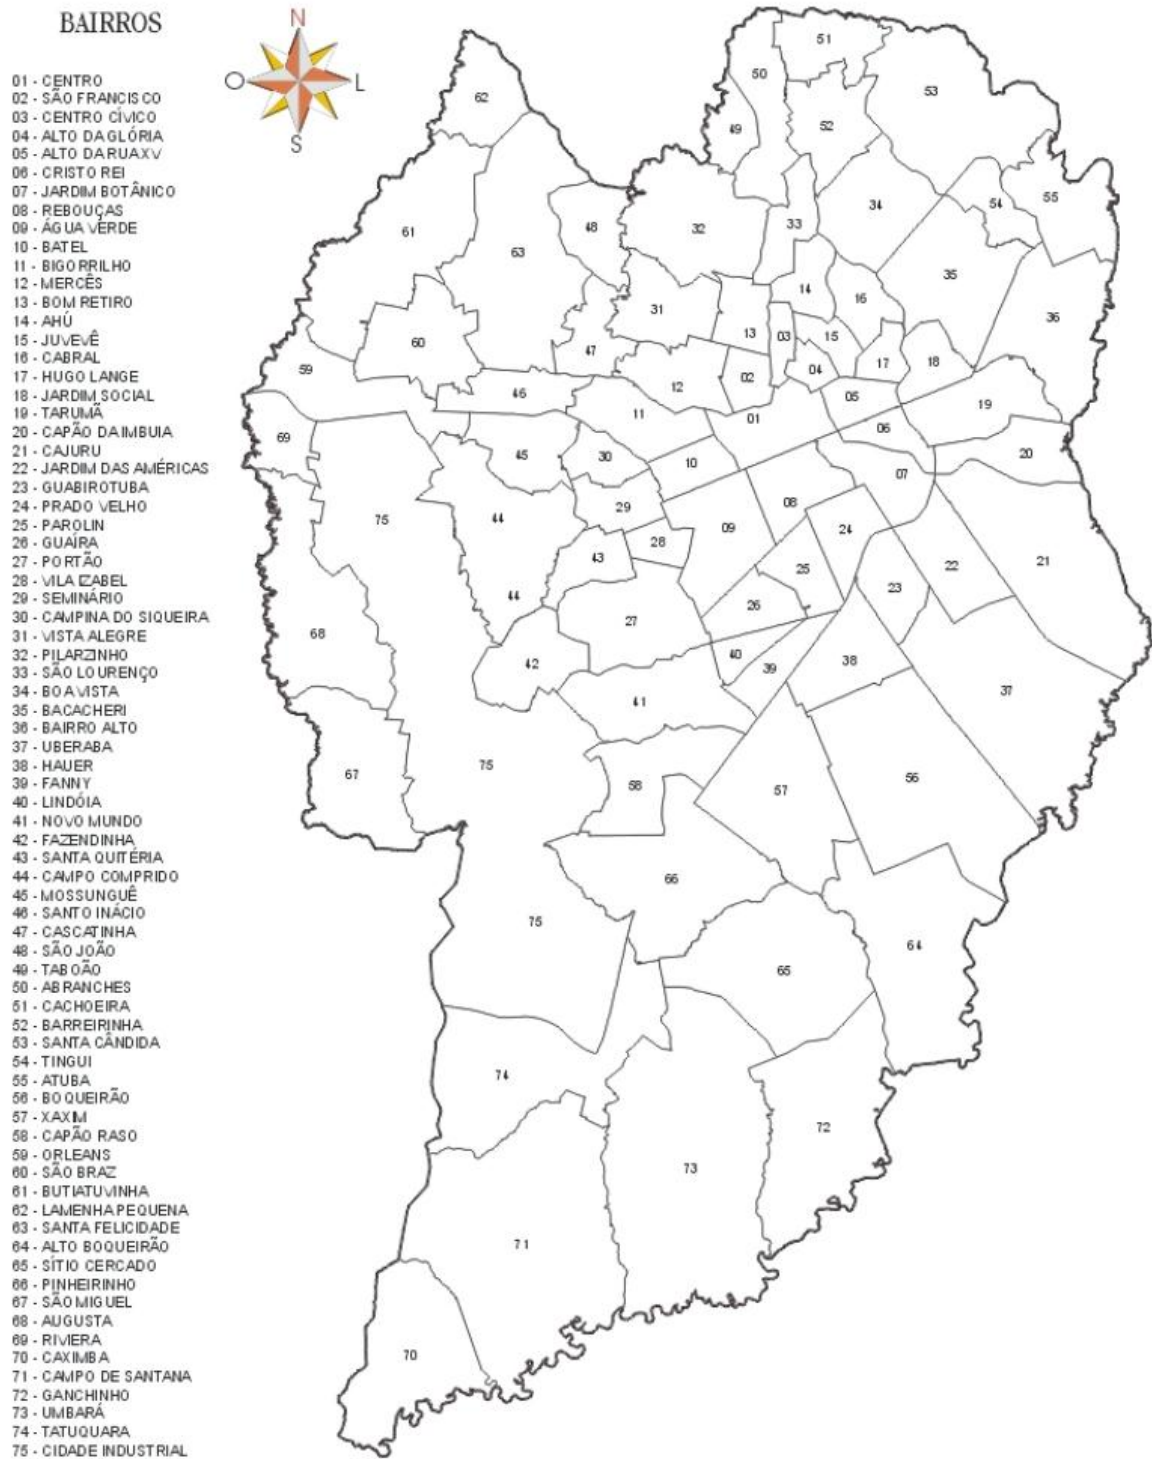 BAIRROS
N
O
L
S
01 - CENTRO
02 - SÃO FRANCISCO
03 - CENTRO CÍVICO
04 - ALTO DA GLÓRIA
05 - ALTO DA RUA XV
06 - CRISTO REI
07 - JARDIM BOTÂNICO
08 - REBOUÇAS
09 - ÁGUA VERDE
10 - BATEL
11 - BIGORRILHO
12 - MERCÊS
13 - BOM RETIRO
14 - AHÚ
15 - JUVEVÊ
16 - CABRAL
17 - HUGO LANGE
18 - JARDIM SOCIAL
19 - TARUMÃ
20 - CAPÃO DA IMBUIA
21 - CAJURU
22 - JARDIM DAS AMÉRICAS
23 - GUABIROTUBA
24 - PRADO VELHO
25 - PAROLIN
26 - GUAÍRA
27 - PORTÃO
28 - VILA IZABEL
29 - SEMINÁRIO
30 - CAMPINA DO SIQUEIRA
31 - VISTA ALEGRE
32 - PILARZINHO
33 - SÃO LOURENÇO
34 - BOA VISTA
35 - BACACHERI
36 - BAIRRO ALTO
37 - UBERABA
38 - HAUER
39 - FANNY
40 - LINDÓIA
41 - NOVO MUNDO
42 - FAZENDINHA
43 - SANTA QUITÉRIA
44 - CAMPO COMPRIDO
45 - MOSSUNGUÊ
46 - SANTO INÁCIO
47 - CASCATINHA
48 - SÃO JOÃO
49 - TABOÃO
50 - ABRANCHES
51 - CACHOEIRA
52 - BARREIRINHA
53 - SANTA CÂNDIDA
54 - TINGUI
55 - ATUBA
56 - BOQUEIRÃO
57 - XAXIM
58 - CAPÃO RASO
59 - ORLEANS
60 - SÃO BRAZ
61 - BUTIATUVINHA
62 - LAMENHA PEQUENA
63 - SANTA FELICIDADE
64 - ALTO BOQUEIRÃO
65 - SÍTIO CERCADO
66 - PINHEIRINHO
67 - SÃO MIGUEL
68 - AUGUSTA
69 - RIVIERA
70 - CAXIMBA
71 - CAMPO DE SANTANA
72 - GANCHINHO
73 - UMBARÁ
74 - TATUQUARA
75 - CIDADE INDUSTRIAL
51
50
53
62
49
52
55
54
34
48
33
32
61
63
35
14
16
31
36
13
03
15
60
47
18
17
59
04
02
12
46
05
19
11
01
06
69
20
45
30
10
07
08
29
75
44
09
24
28
43
21
22
25
23
44
26
27
68
40
38
42
39
37
41
75
67
56
58
57
66
75
64
65
74
72
73
71
70